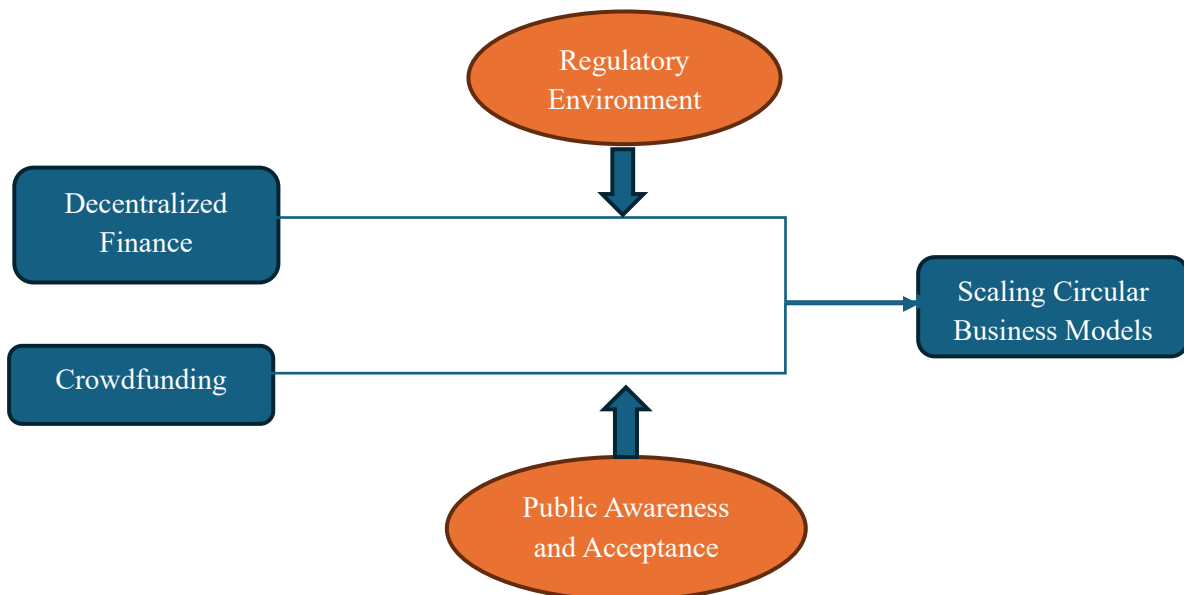 Regulatory
Environment
Decentralized
Finance
Scaling Circular
Business Models
Crowdfunding
Public Awareness
and Acceptance